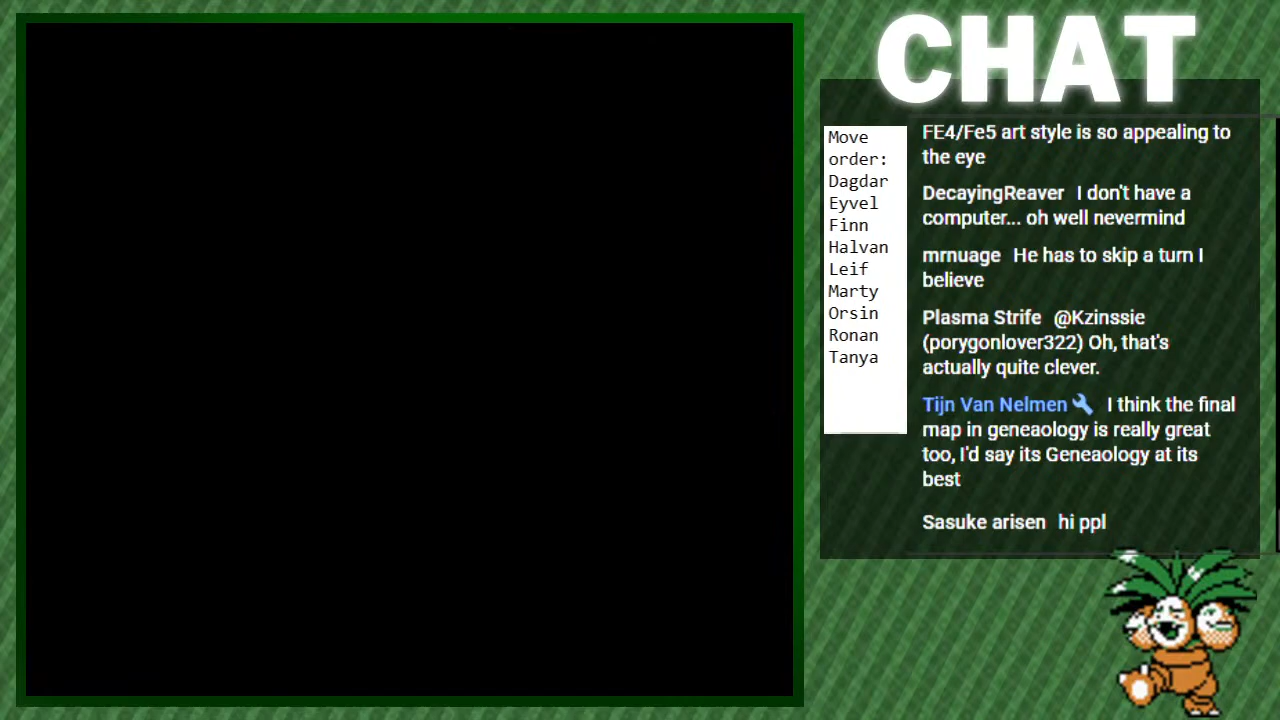 CHAT
Move
order:
Dagdar
Eyvel
Finn
Halvan
Leif
Marty
Orsin
Ronan
Tanya
FE4/Fe5 art style is so appealing to
the eye
DecayingReaver I don't have a
computer... oh well nevermind
mrnuage He has to skip a turn I
believe
Plasma Strife @Kzinssie
(porygonlover322) Oh, that's
actually quite clever.
Tijn Van Nelmen I think the final
map in geneaology is really great
too, I'd say its Geneaology at its
best
Sasuke arisen hi ppl